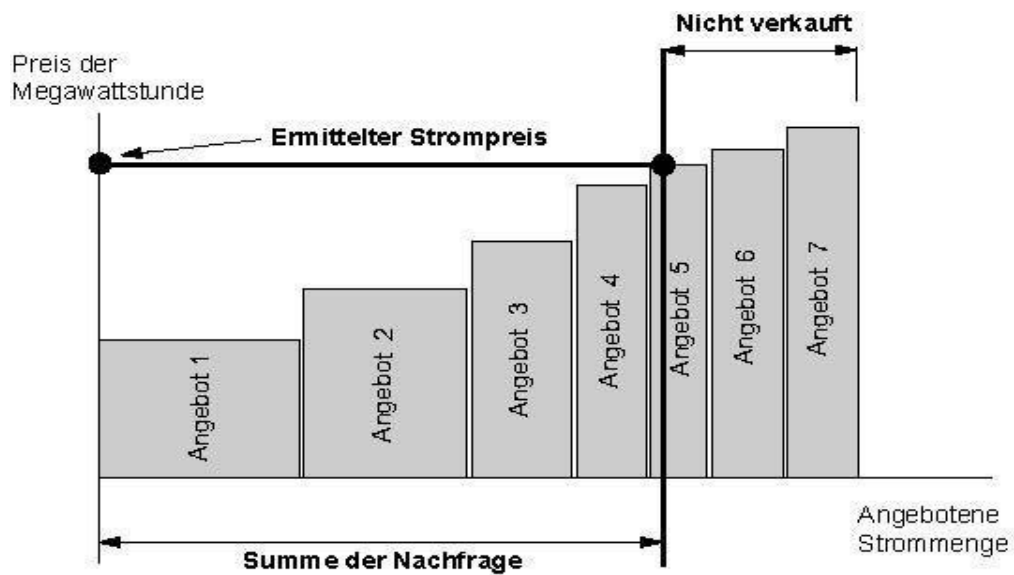 Nicht verkauft
Preis der
Megawattstunde
Ermittelter Strompreis
Angebot 1
Angebot 2
Angebot 3
Angebot 4
Angebot 5
Angebot 6
Angebot 7
Angebotene
Strommenge
Summe der Nachfrage